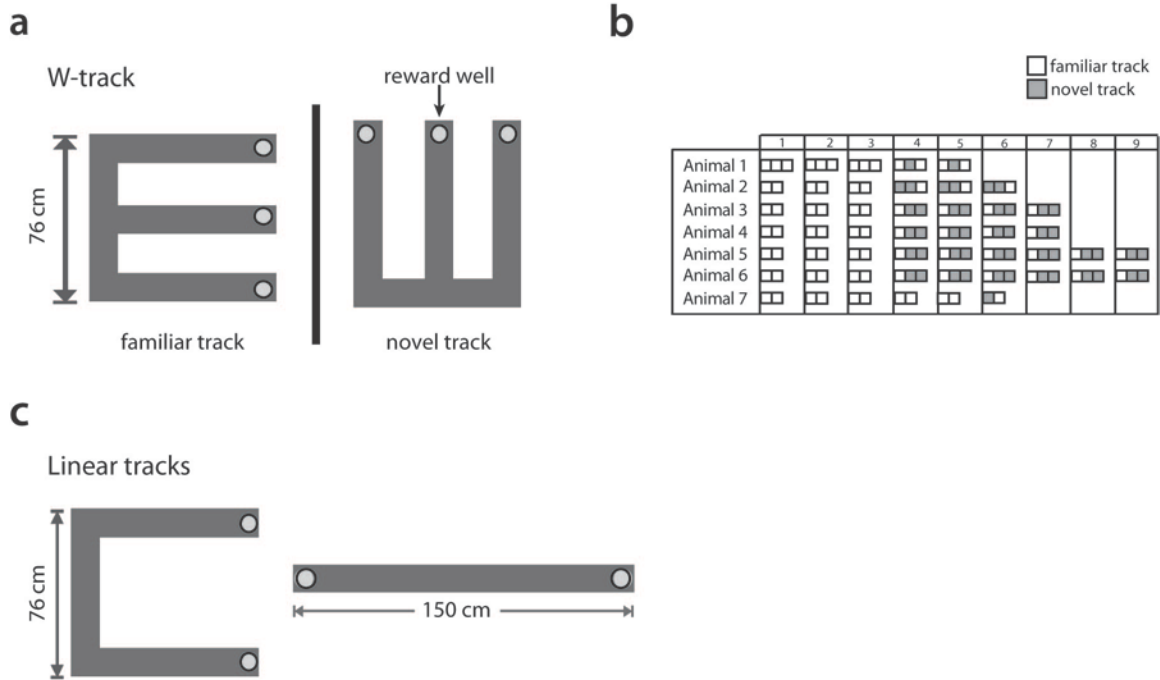 a
W-track
reward well
76 cm
familiar track
novel track
b
familiar track
novel track
1 2 3 4 5 6 7 8 9
Animal 1
Animal 2
Animal 3
Animal 4
Animal 5
Animal 6
Animal 7
c
Linear tracks
76 cm
150 cm